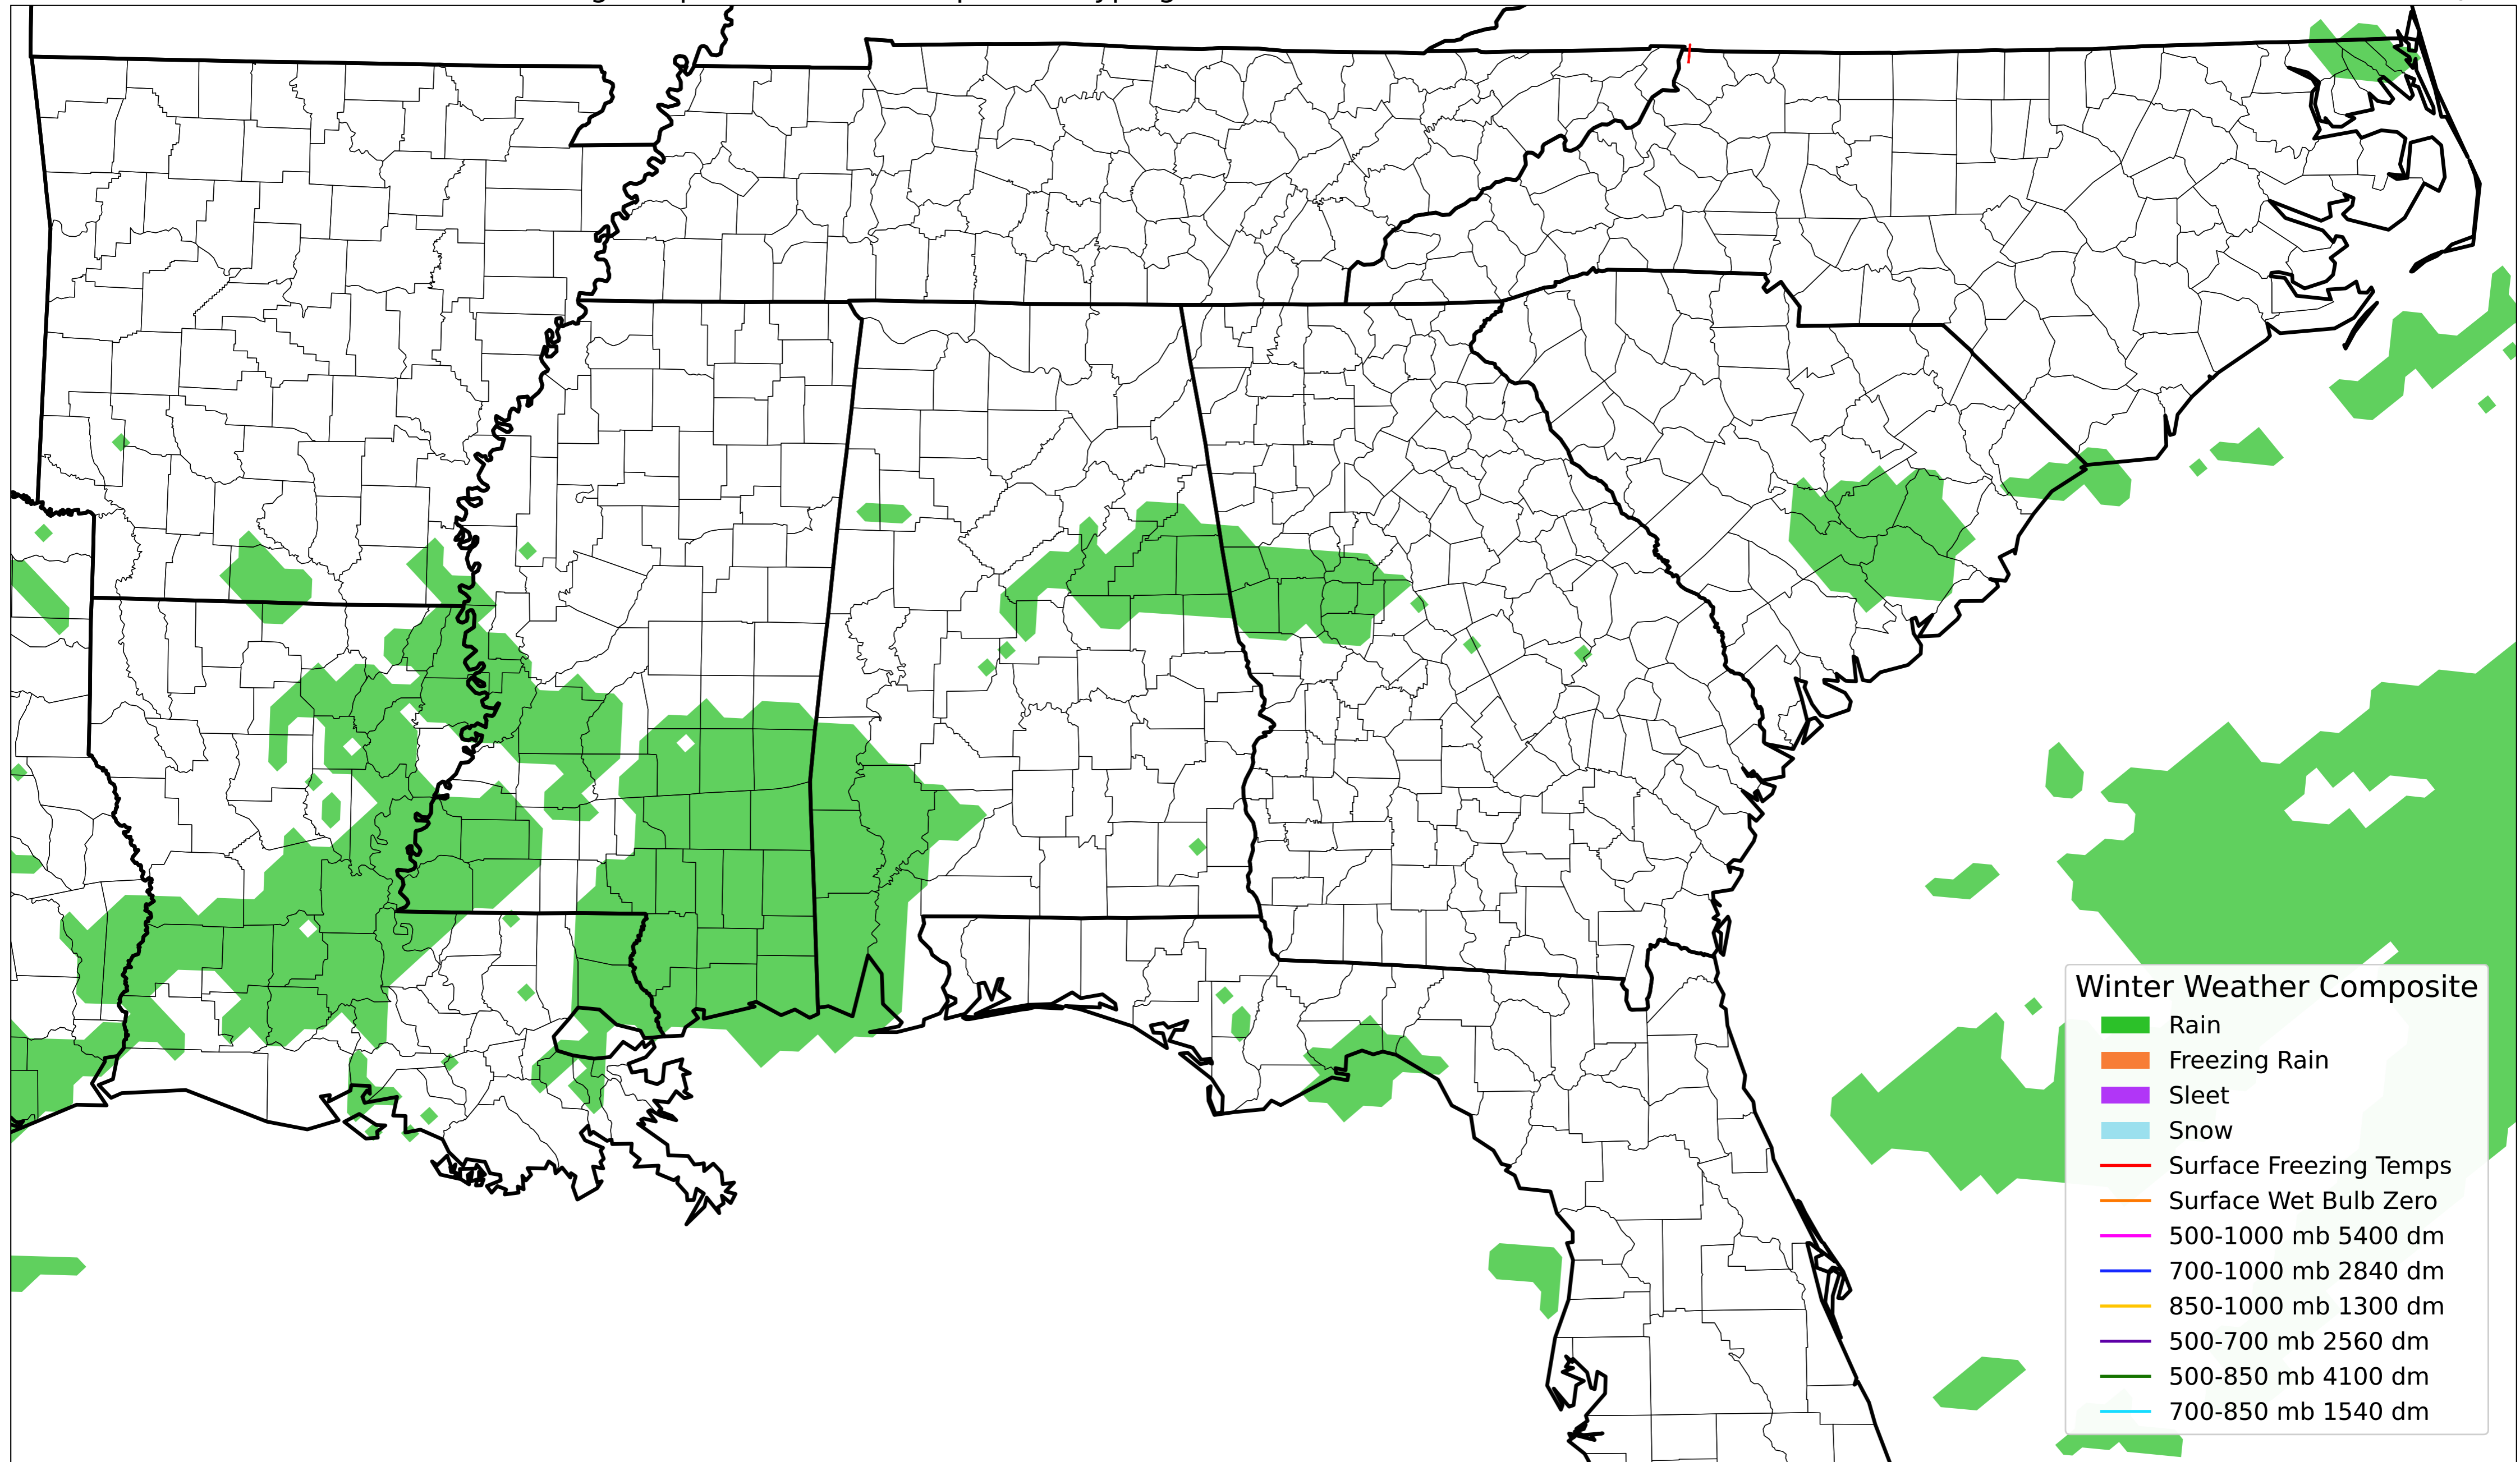 Winter Weather Composite
Rain
Freezing Rain
Sleet
Snow
Surface Freezing Temps
Surface Wet Bulb Zero
500-1000 mb 5400 dm
700-1000 mb 2840 dm
850-1000 mb 1300 dm
500-700 mb 2560 dm
500-850 mb 4100 dm
700-850 mb 1540 dm